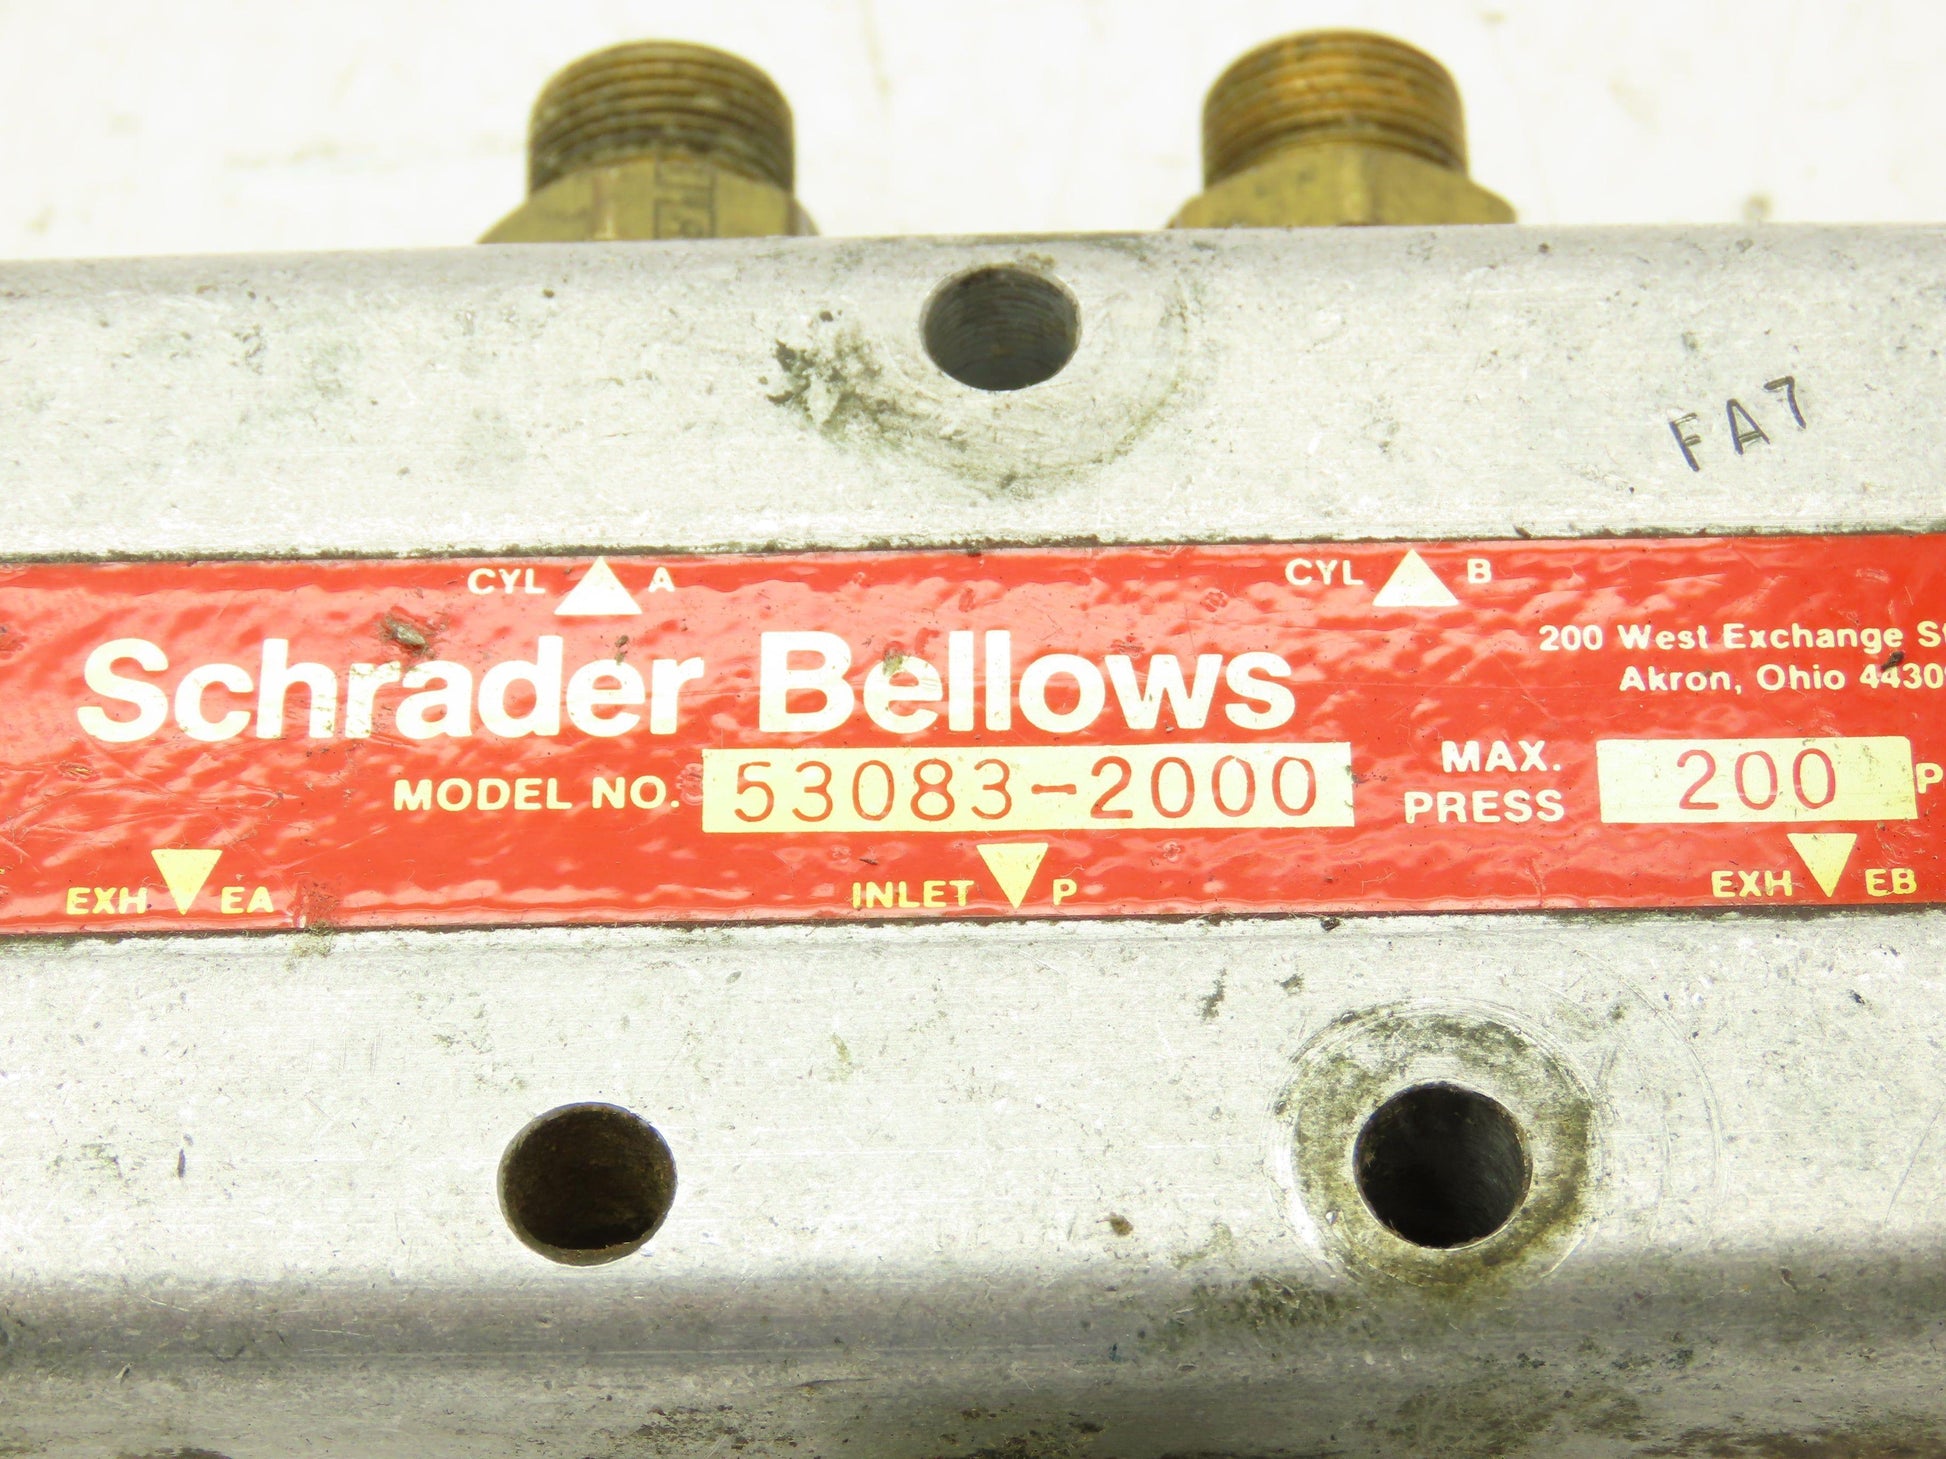 FA7
CYL A
CYL B
Schrader Bellows
200 West Exchange
Akron, Ohio
MODEL NO. 53083-2000
MAX.
PRESS 200
EXH EA
INLET P
EXH EB